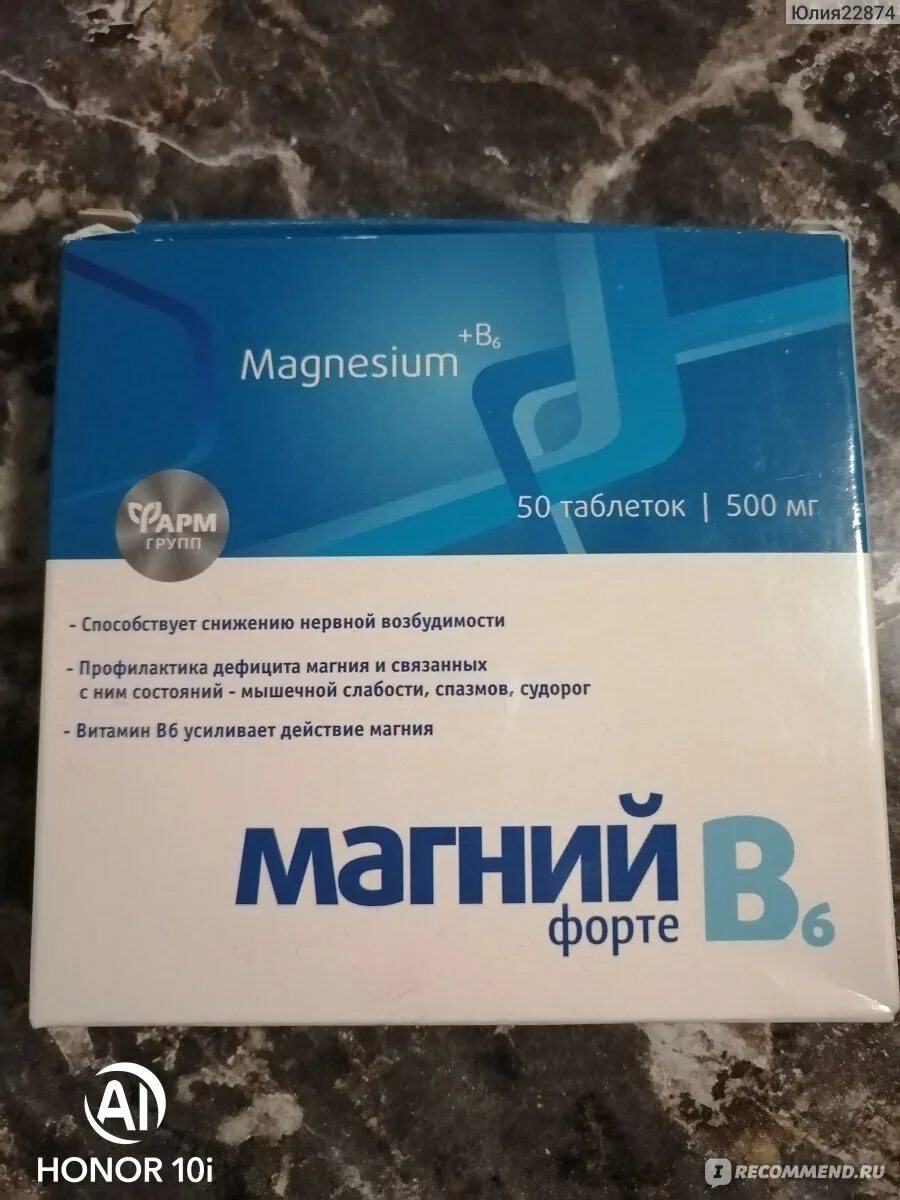 Юлия22874
Magnesium +B6
50 таблеток | 500 мг
ФАРМ
ГРУПП
- Способствует снижению нервной возбудимости
- Профилактика дефицита магния и связанных
с ним состояний - мышечной слабости, спазмов, судорог
- Витамин В6 усиливает действие магния
магний B6
форте
AI
HONOR 10i
IRECOMMEND.RU